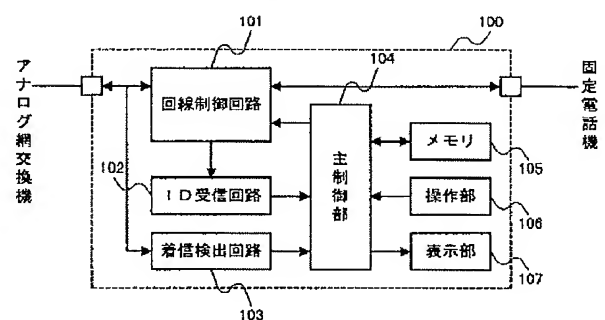 101
100
アナログ網交換機
104
固定電話機
回線制御回路
主制御部
メモリ
102
105
ID受信回路
操作部
106
着信検出回路
表示部
107
103